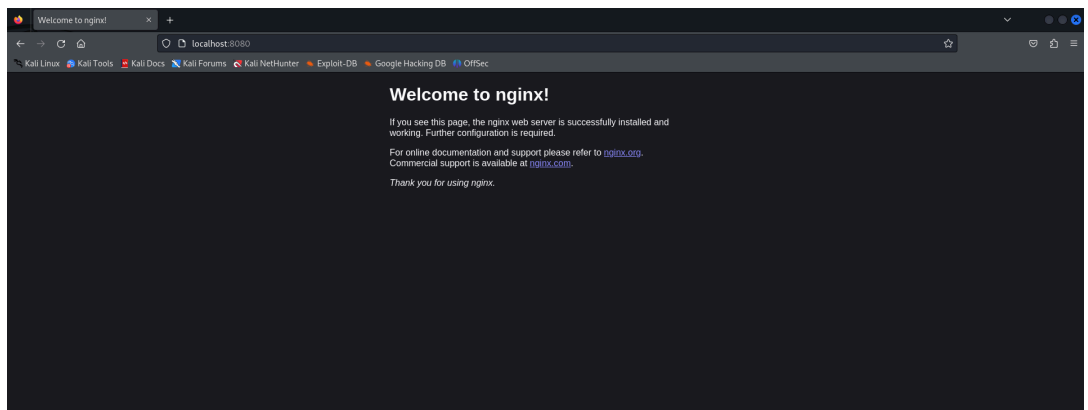 Welcome to nginx!
localhost:8080
Kali Linux Kali Tools Kali Docs Kali Forums Kali NetHunter Exploit-DB Google Hacking DB OffSec
Welcome to nginx!
If you see this page, the nginx web server is successfully installed and
working. Further configuration is required.
For online documentation and support please refer to nginx.org.
Commercial support is available at nginx.com.
Thank you for using nginx.